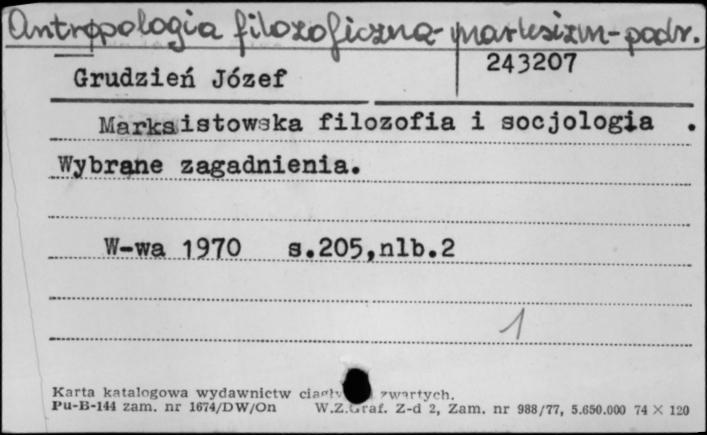 Antropologia filozoficzna-marksizm-podr.
243207
Grudzień Józef
Marksistowska filozofia i socjologia .
Wybrane zagadnienia.
W-wa 1970 s.205,nlb.2
1
Karta katalogowa wydawnictw zwartych.
Pu-B-144 zam. nr 1674/DW/On W.Z.Graf. Z-d 2, Zam. nr 988/77, 5.650.000 74 × 120